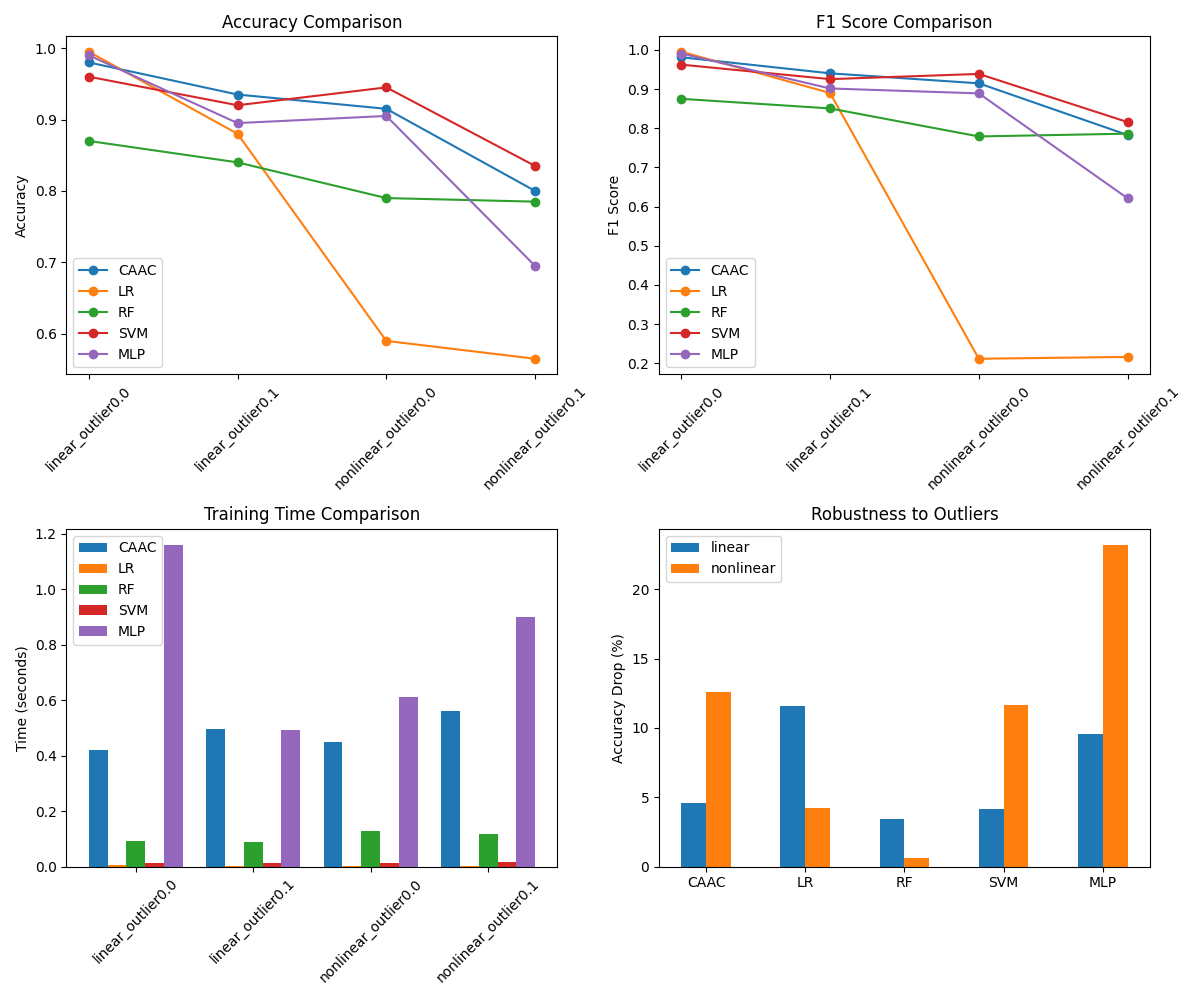 Accuracy Comparison
Accuracy
1.0
0.9
0.8
0.7
0.6
CAAC
LR
RF
SVM
MLP
linear_outlier0.0
linear_outlier0.1
nonlinear_outlier0.0
nonlinear_outlier0.1
F1 Score Comparison
F1 Score
1.0
0.9
0.8
0.7
0.6
0.5
0.4
0.3
0.2
CAAC
LR
RF
SVM
MLP
linear_outlier0.0
linear_outlier0.1
nonlinear_outlier0.0
nonlinear_outlier0.1
Training Time Comparison
Time (seconds)
1.2
1.0
0.8
0.6
0.4
0.2
0.0
CAAC
LR
RF
SVM
MLP
linear_outlier0.0
linear_outlier0.1
nonlinear_outlier0.0
nonlinear_outlier0.1
Robustness to Outliers
Accuracy Drop (%)
20
15
10
5
0
linear
nonlinear
CAAC
LR
RF
SVM
MLP